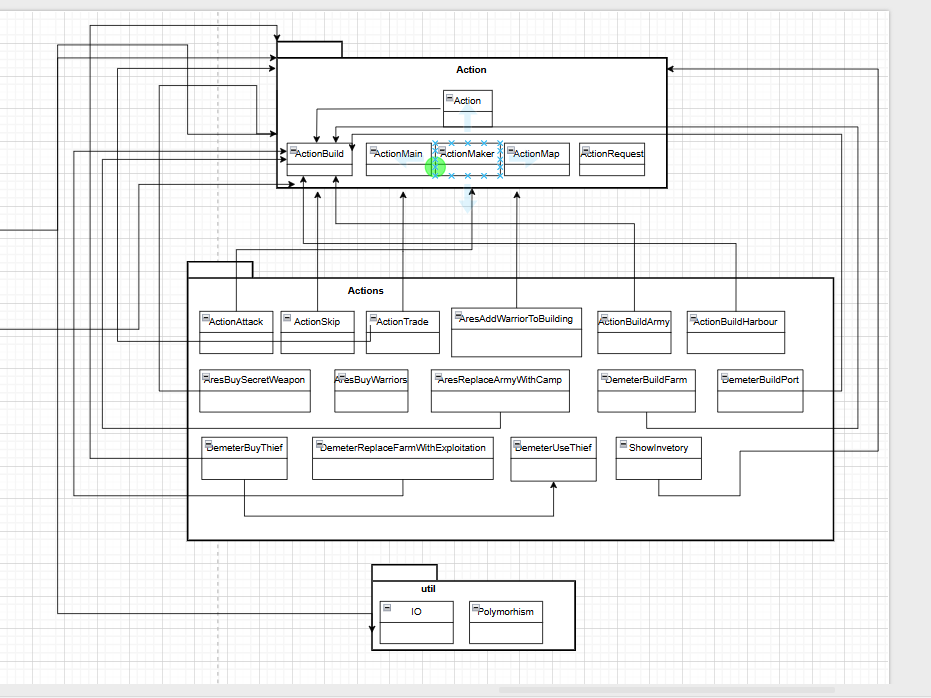 Action
Action
ActionBuild
ActionMain
ActionMaker
ActionMap
ActionRequest
Actions
ActionAttack
ActionSkip
ActionTrade
AresAddWarriorToBuilding
ActionBuildArmy
ActionBuildHarbour
AresBuySecretWeapon
AresBuyWarriors
AresReplaceArmyWithCamp
DemeterBuildFarm
DemeterBuildPort
DemeterBuyThief
DemeterReplaceFarmWithExploitation
DemeterUseThief
ShowInvetory
util
IO
Polymorhism